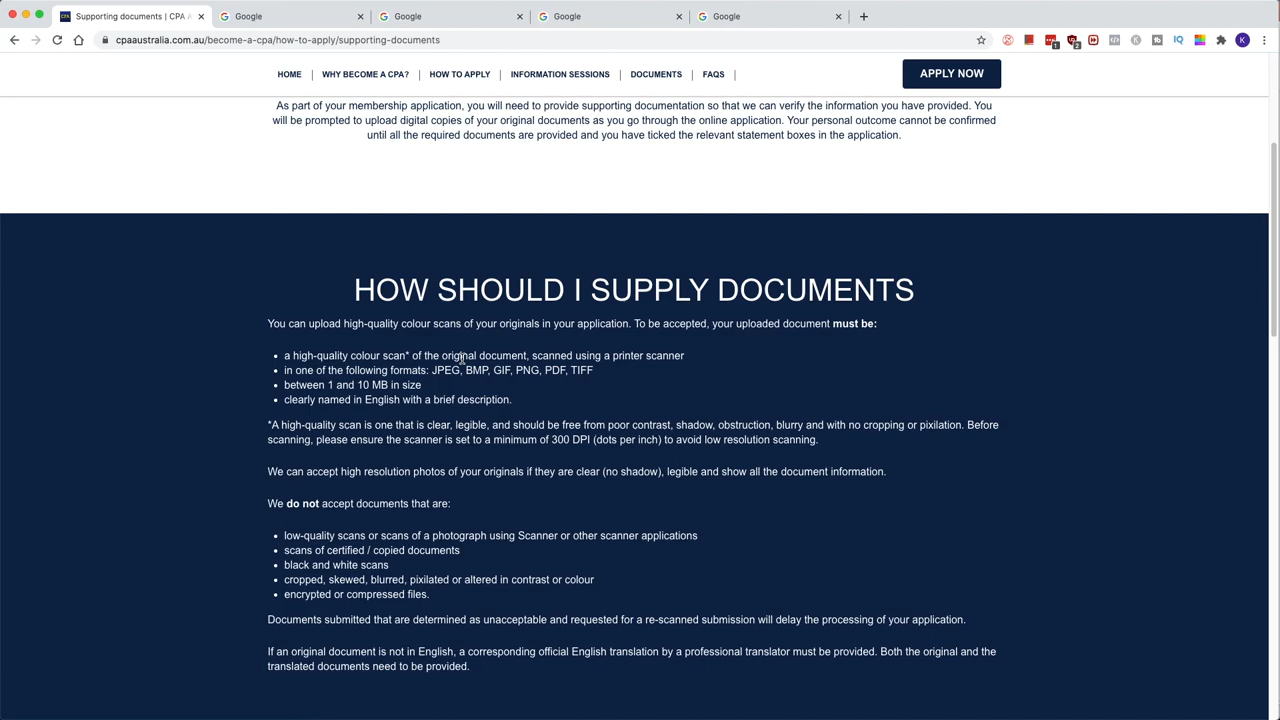 Supporting documents | CPA A
Google
Google
Google
Google
cpaaustralia.com.au/become-a-cpa/how-to-apply/supporting-documents
HOME | WHY BECOME A CPA? | HOW TO APPLY | INFORMATION SESSIONS | DOCUMENTS | FAQS |
APPLY NOW
As part of your membership application, you will need to provide supporting documentation so that we can verify the information you have provided. You
will be prompted to upload digital copies of your original documents as you go through the online application. Your personal outcome cannot be confirmed
until all the required documents are provided and you have ticked the relevant statement boxes in the application.
HOW SHOULD I SUPPLY DOCUMENTS
You can upload high-quality colour scans of your originals in your application. To be accepted, your uploaded document must be:
• a high-quality colour scan* of the original document, scanned using a printer scanner
• in one of the following formats: JPEG, BMP, GIF, PNG, PDF, TIFF
• between 1 and 10 MB in size
• clearly named in English with a brief description.
*A high-quality scan is one that is clear, legible, and should be free from poor contrast, shadow, obstruction, blurry and with no cropping or pixilation. Before
scanning, please ensure the scanner is set to a minimum of 300 DPI (dots per inch) to avoid low resolution scanning.
We can accept high resolution photos of your originals if they are clear (no shadow), legible and show all the document information.
We do not accept documents that are:
• low-quality scans or scans of a photograph using Scanner or other scanner applications
• scans of certified / copied documents
• black and white scans
• cropped, skewed, blurred, pixilated or altered in contrast or colour
• encrypted or compressed files.
Documents submitted that are determined as unacceptable and requested for a re-scanned submission will delay the processing of your application.
If an original document is not in English, a corresponding official English translation by a professional translator must be provided. Both the original and the
translated documents need to be provided.